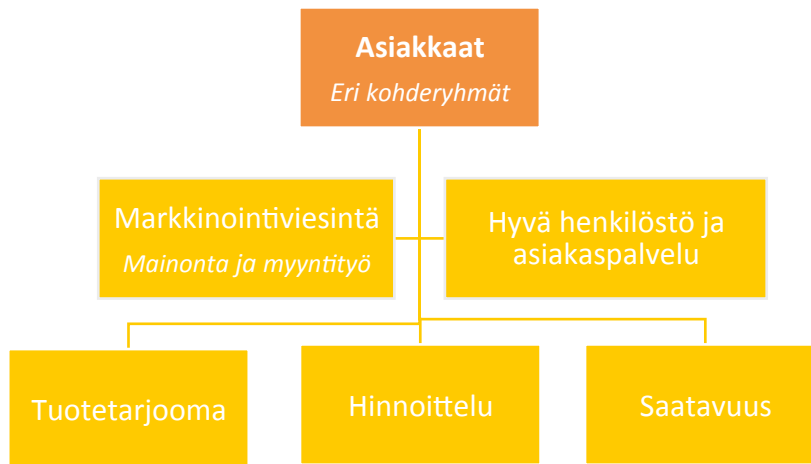 Asiakkaat
Eri kohderyhmät
Markkinointiviesintä
Mainonta ja myyntityö
Hyvä henkilöstö ja
asiakaspalvelu
Tuotetarjooma
Hinnoittelu
Saatavuus